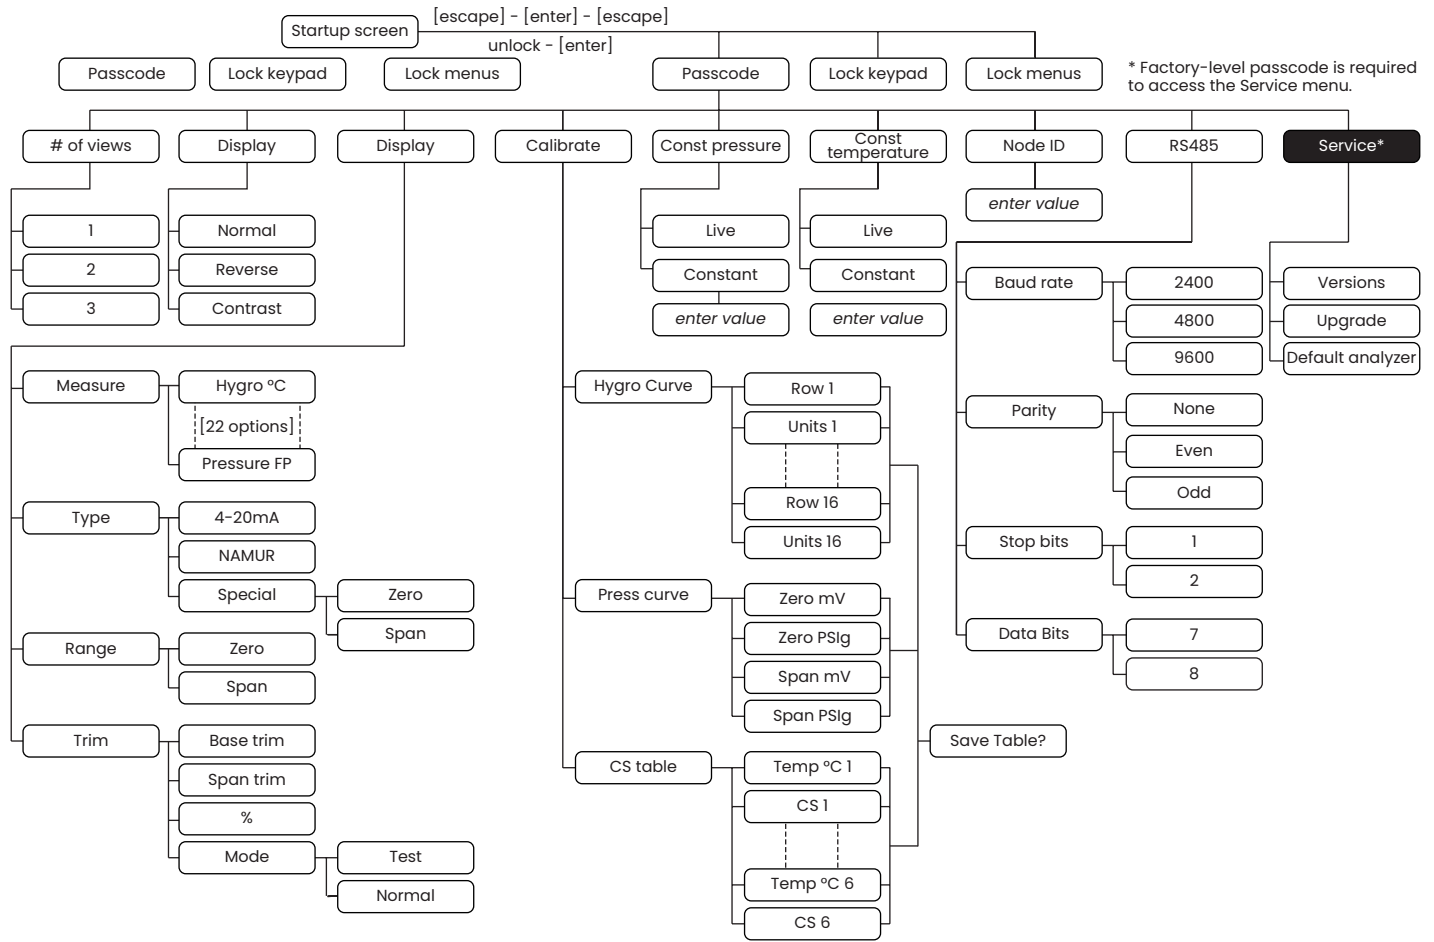 Startup screen
[escape] - [enter] - [escape]
unlock - [enter]
Passcode
Lock keypad
Lock menus
Passcode
Lock keypad
Lock menus
* Factory-level passcode is required
to access the Service menu.
# of views
Display
Display
Calibrate
Const pressure
Const
temperature
Node ID
RS485
Service*
1
2
3
Normal
Reverse
Contrast
Live
Constant
enter value
Live
Constant
enter value
enter value
Baud rate
2400
4800
9600
Parity
None
Even
Odd
Stop bits
1
2
Data Bits
7
8
Versions
Upgrade
Default analyzer
Measure
Hygro °C
[22 options]
Pressure FP
Type
4-20mA
NAMUR
Special
Zero
Span
Range
Zero
Span
Trim
Base trim
Span trim
%
Mode
Test
Normal
Hygro Curve
Row 1
Units 1
Row 16
Units 16
Press curve
Zero mV
Zero PSIg
Span mV
Span PSIg
CS table
Temp °C 1
CS 1
Temp °C 6
CS 6
Save Table?